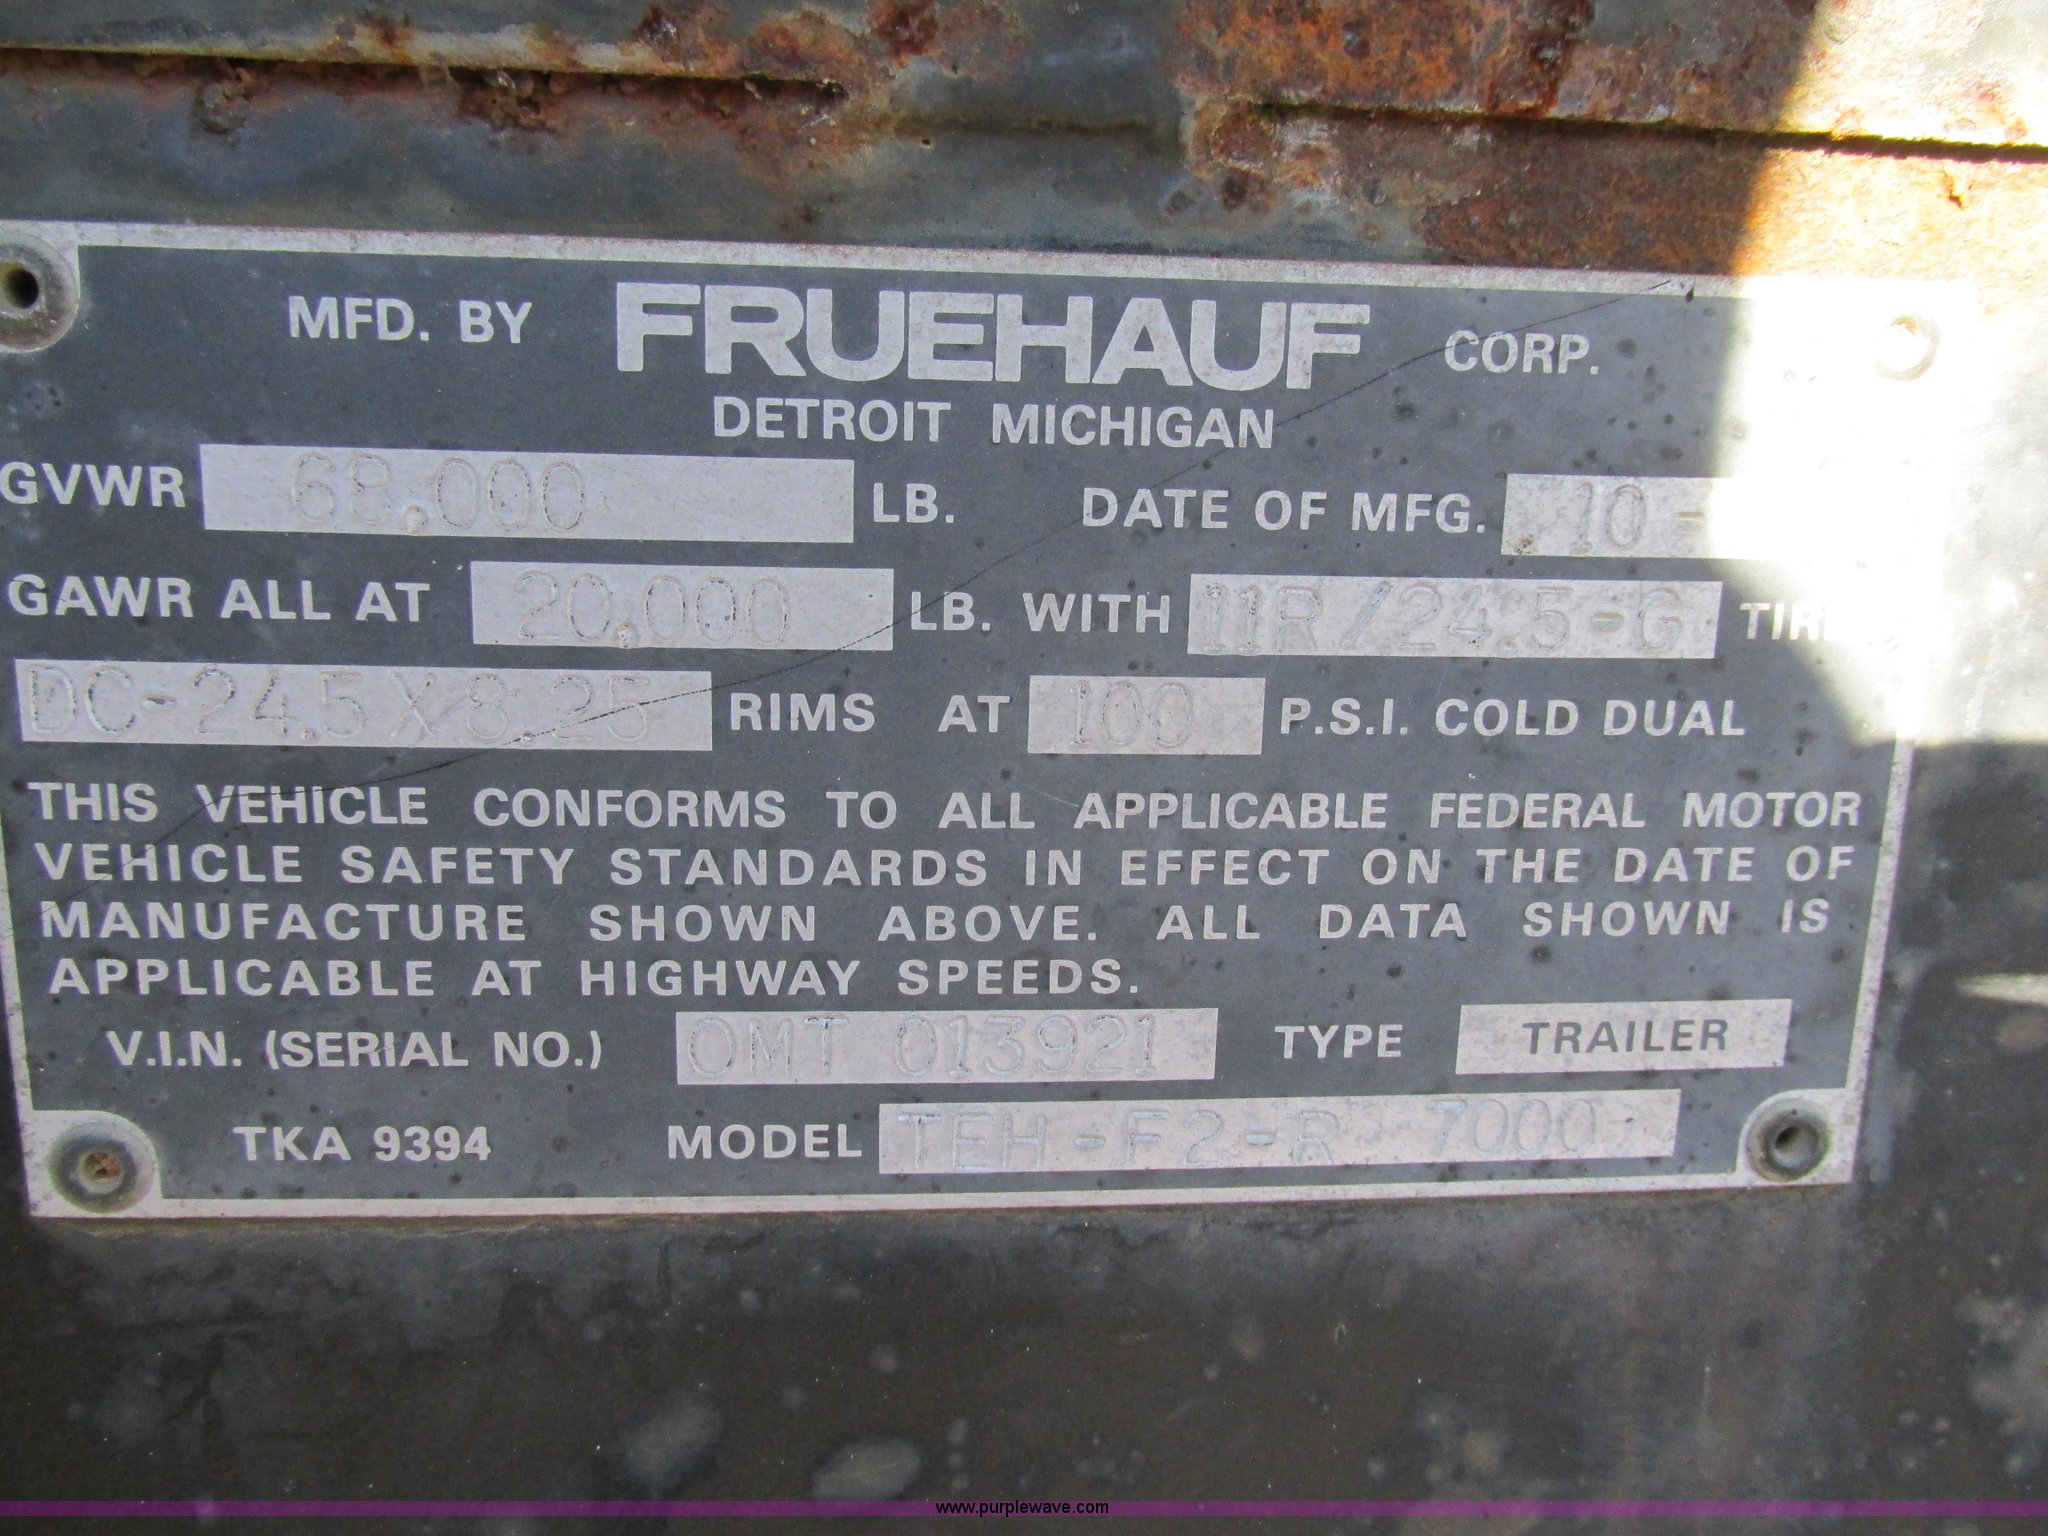 MFD. BY FRUEHAUF CORP.
DETROIT MICHIGAN
GVWR 68,000 LB. DATE OF MFG. 10-
GAWR ALL AT 20,000 LB. WITH 11R/24.5-G
DC-24.5X8.25 RIMS AT 100 P.S.I. COLD DUAL
THIS VEHICLE CONFORMS TO ALL APPLICABLE FEDERAL MOTOR
VEHICLE SAFETY STANDARDS IN EFFECT ON THE DATE OF
MANUFACTURE SHOWN ABOVE. ALL DATA SHOWN IS
APPLICABLE AT HIGHWAY SPEEDS.
V.I.N. (SERIAL NO.) OMT 013921 TYPE TRAILER
TKA 9394 MODEL TEH-F2-R 7000
www.purplewave.com